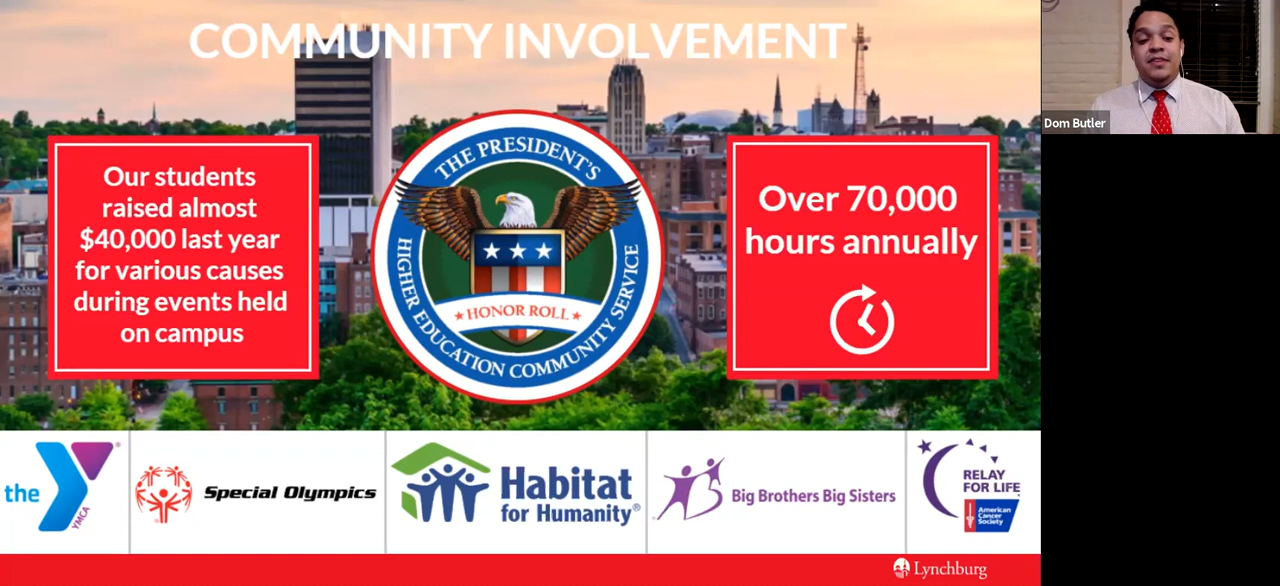 COMMUNITY INVOLVEMENT
Dom Butler
Our students
raised almost
$40,000 last year
for various causes
during events held
on campus
THE PRESIDENT'S
HIGHER EDUCATION COMMUNITY SERVICE
★ HONOR ROLL ★
Over 70,000
hours annually
the
YMCA
®
Special Olympics
Habitat
for Humanity®
Big Brothers Big Sisters
RELAY
FOR LIFE
American
Cancer
Society
Lynchburg